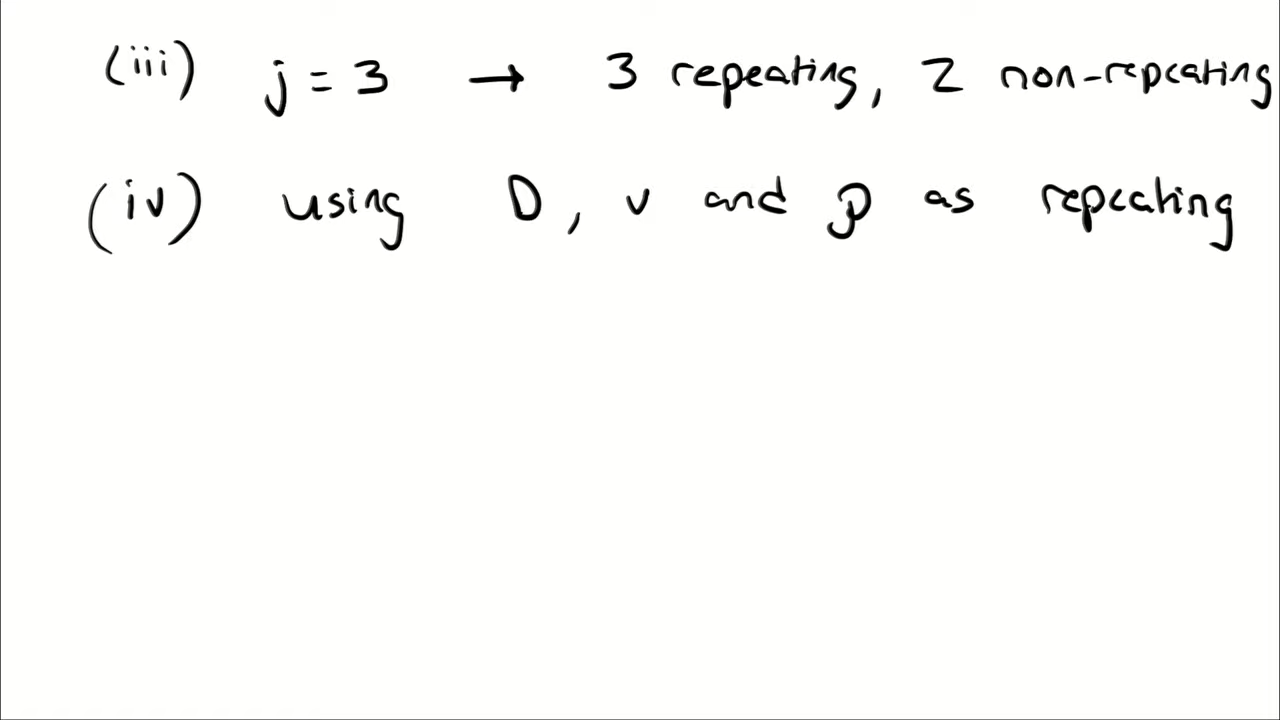 (iii) j = 3 → 3 repeating, 2 non-repeating
(iv) using D, v and ρ as repeating